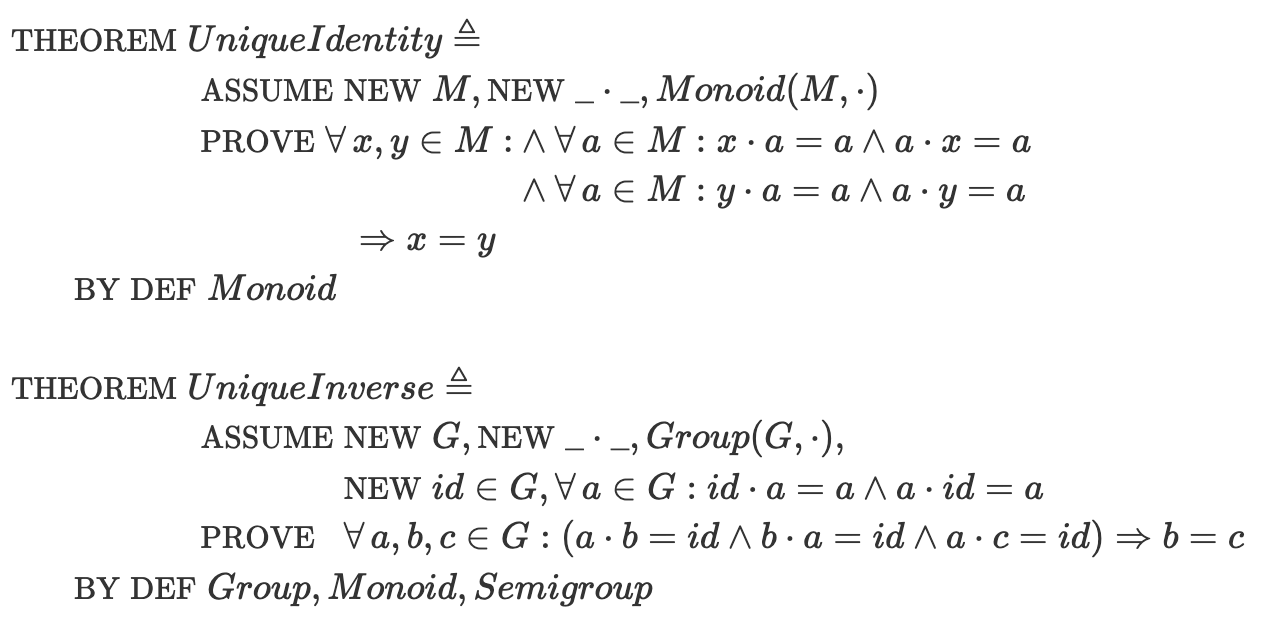 THEOREM UniqueIdentity ≜
ASSUME NEW M, NEW _ · _, Monoid(M, ·)
PROVE ∀ x, y ∈ M : ∧ ∀ a ∈ M : x · a = a ∧ a · x = a
∧ ∀ a ∈ M : y · a = a ∧ a · y = a
⇒ x = y
BY DEF Monoid
THEOREM UniqueInverse ≜
ASSUME NEW G, NEW _ · _, Group(G, ·),
NEW id ∈ G, ∀ a ∈ G : id · a = a ∧ a · id = a
PROVE ∀ a, b, c ∈ G : (a · b = id ∧ b · a = id ∧ a · c = id) ⇒ b = c
BY DEF Group, Monoid, Semigroup